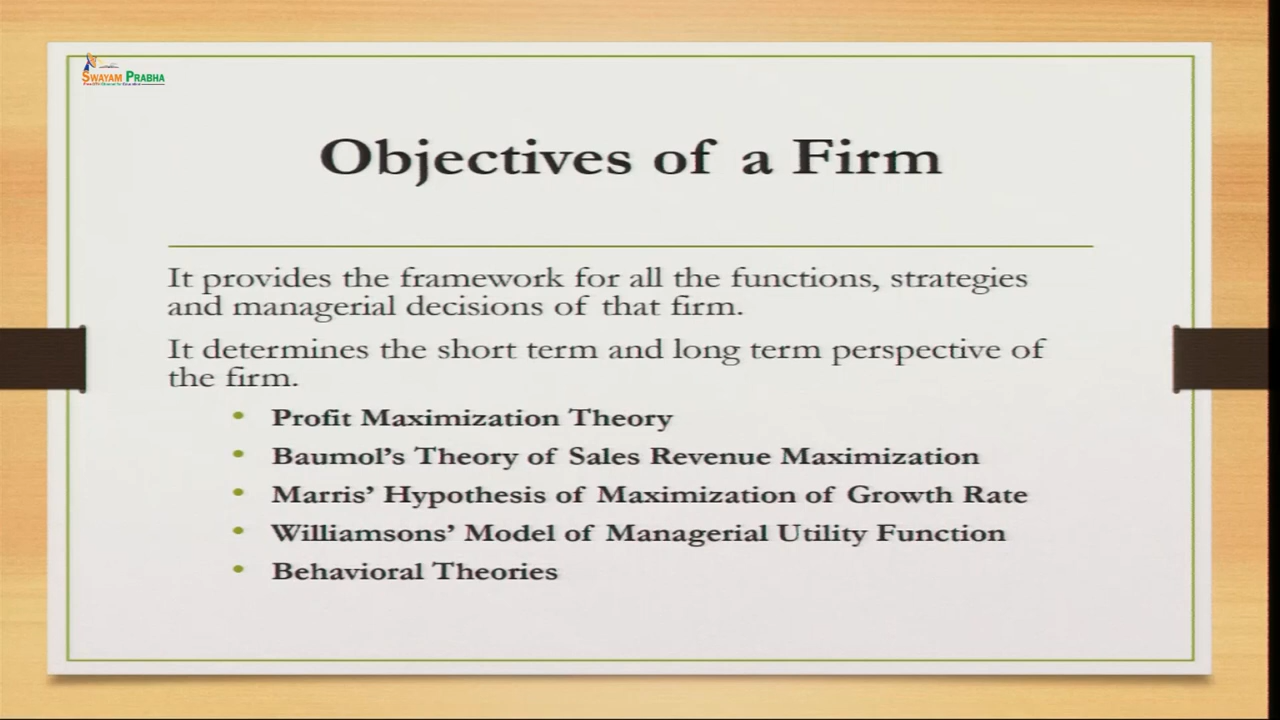 SWAYAM PRABHA
Objectives of a Firm
It provides the framework for all the functions, strategies
and managerial decisions of that firm.
It determines the short term and long term perspective of
the firm.
• Profit Maximization Theory
• Baumol's Theory of Sales Revenue Maximization
• Marris' Hypothesis of Maximization of Growth Rate
• Williamsons' Model of Managerial Utility Function
• Behavioral Theories